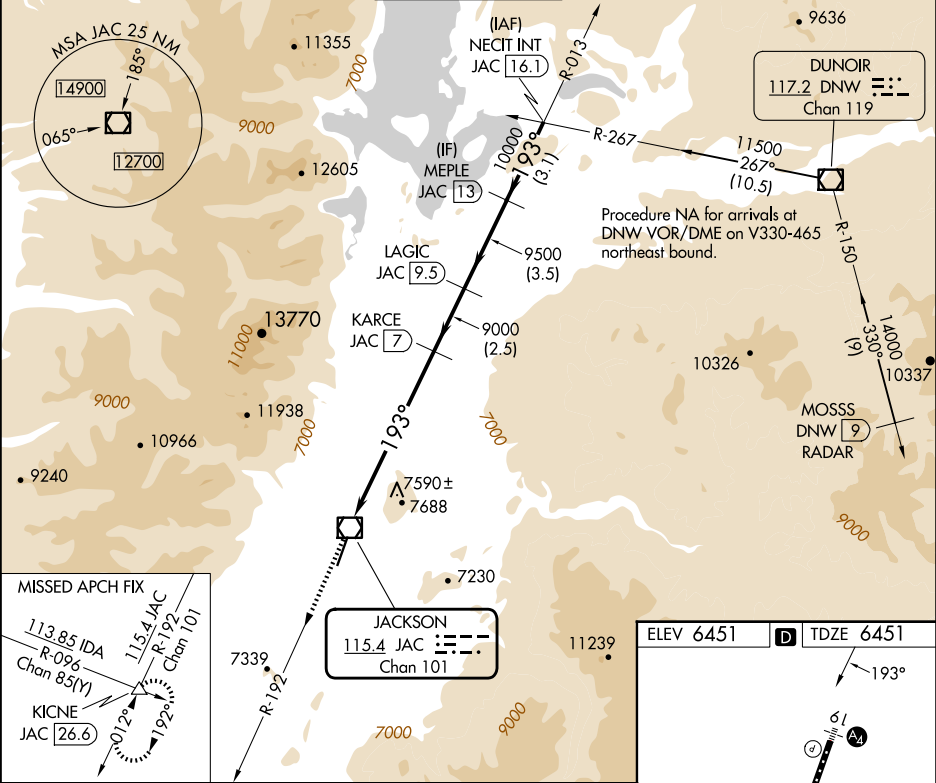 MSA JAC 25 NM
185°
14900
065°
12700
11355
7000
9000
12605
(IAF)
NECIT INT
JAC 16.1
R-013
9636
DUNOIR
117.2 DNW
Chan 119
R-267
11500
267°
(10.5)
10000
193°
(3.1)
(IF)
MEPLE
JAC 13
Procedure NA for arrivals at
DNW VOR/DME on V330-465
northeast bound.
R-150
LAGIC
JAC 9.5
9500
(3.5)
KARCE
JAC 7
9000
(2.5)
13770
11000
14000
330°
(9)
10326
10337
9000
11938
7000
10966
9240
193°
7000
MOSSS
DNW 9
RADAR
7590±
7688
9000
7230
JACKSON
115.4 JAC
Chan 101
11239
7339
R-192
7000
9000
MISSED APCH FIX
113.85 IDA
R-096
Chan 85(Y)
115.4 JAC
R-192
Chan 101
KICNE
JAC 26.6
012°
192°
ELEV 6451
D
TDZE 6451
193°
19
A4
P